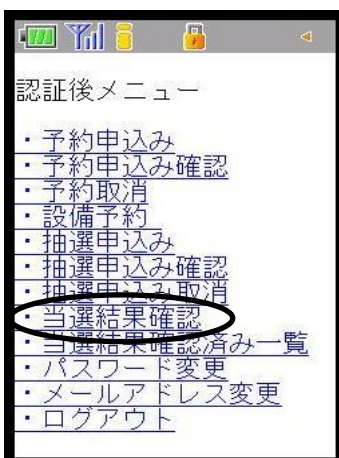 認証後メニュー
・予約申込み
・予約申込み確認
・予約取消
・設備予約
・抽選申込み
・抽選申込み確認
・抽選申込み取消
・当選結果確認
・当選結果確認済み一覧
・パスワード変更
・メールアドレス変更
・ログアウト